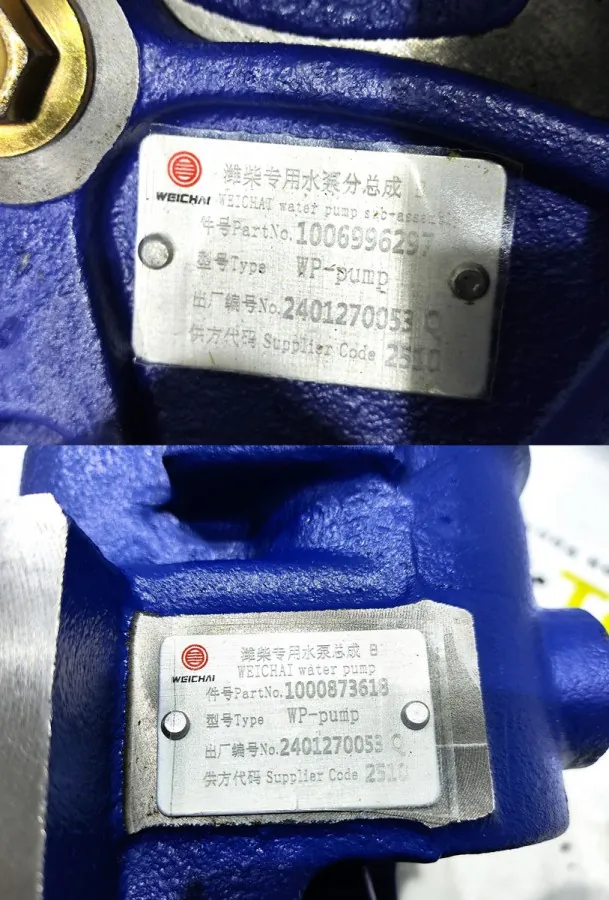 WEICHAI
潍柴专用水泵分总成
WEICHAI water pump sub-assembly
件号PartNo.1006996297
型号Type WP-pump
出厂编号No.2401270053 Q
供方代码 Supplier Code 2510
WEICHAI
潍柴专用水泵总成 B
WEICHAI water pump
件号PartNo.1000873618
型号Type WP-pump
出厂编号No.2401270053 Q
供方代码 Supplier Code 2510